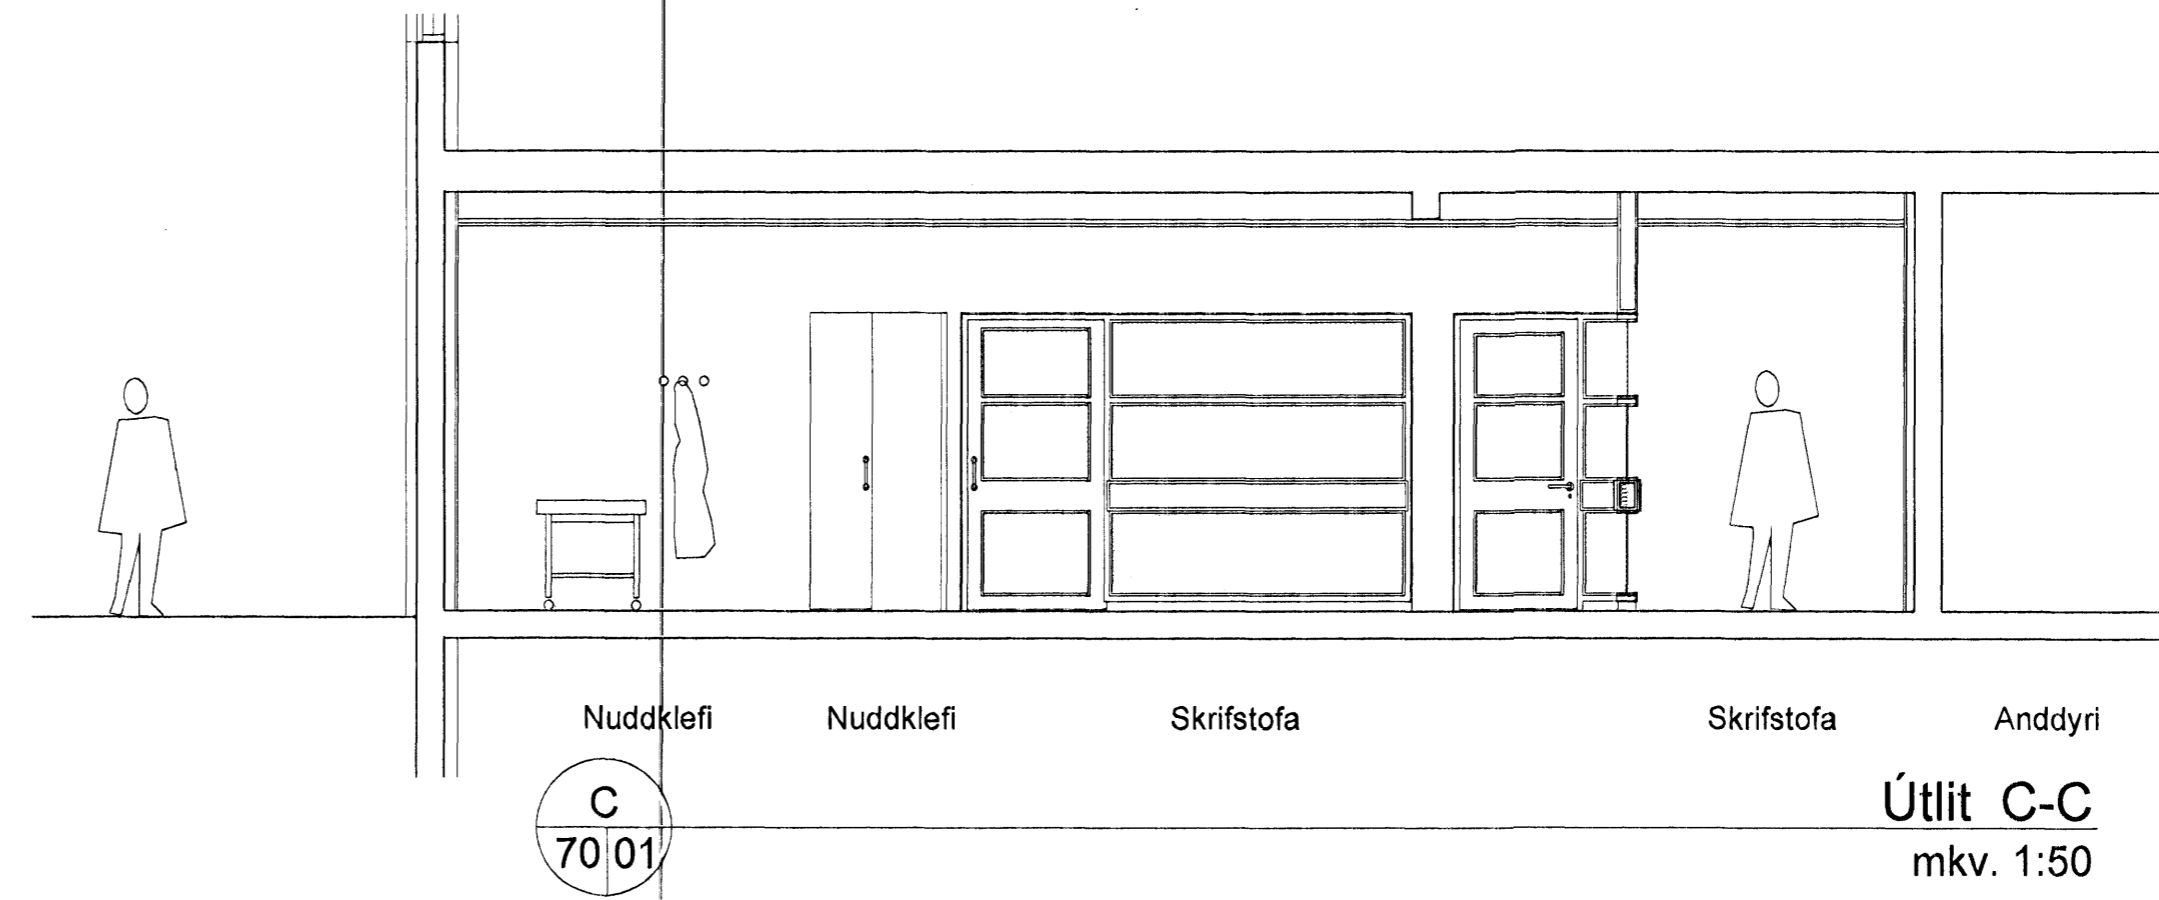 Nuddklefi Nuddklefi Skrifstofa Skrifstofa Anddyri
C
70 01
Útlit C-C
mkv. 1:50